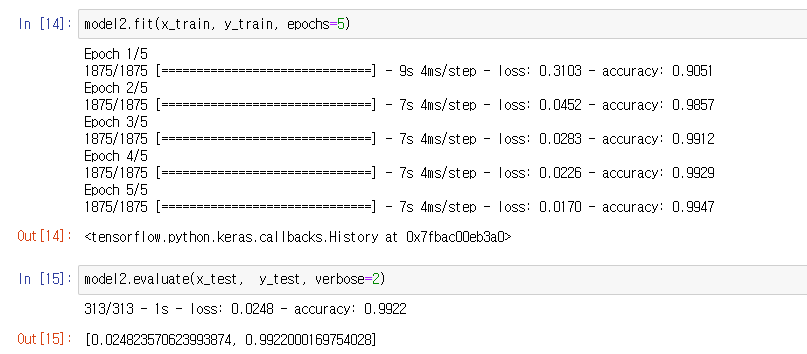 In [14]: model2.fit(x_train, y_train, epochs=5)
Epoch 1/5
1875/1875 [==============================] - 9s 4ms/step - loss: 0.3103 - accuracy: 0.9051
Epoch 2/5
1875/1875 [==============================] - 7s 4ms/step - loss: 0.0452 - accuracy: 0.9857
Epoch 3/5
1875/1875 [==============================] - 7s 4ms/step - loss: 0.0283 - accuracy: 0.9912
Epoch 4/5
1875/1875 [==============================] - 7s 4ms/step - loss: 0.0226 - accuracy: 0.9929
Epoch 5/5
1875/1875 [==============================] - 7s 4ms/step - loss: 0.0170 - accuracy: 0.9947
Out[14]: <tensorflow.python.keras.callbacks.History at 0x7fbac00eb3a0>
In [15]: model2.evaluate(x_test,  y_test, verbose=2)
313/313 - 1s - loss: 0.0248 - accuracy: 0.9922
Out[15]: [0.024823570623993874, 0.9922000169754028]